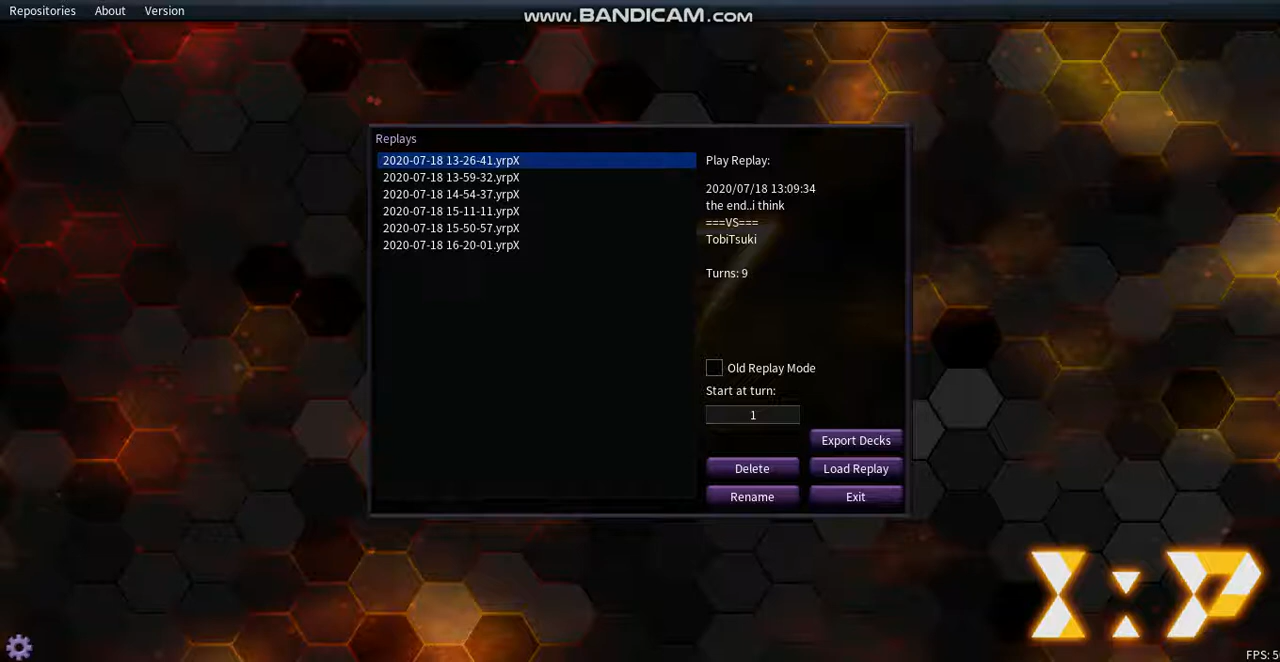 Repositories About Version
www.BANDICAM.com
Replays
2020-07-18 13-26-41.yrpX
2020-07-18 13-59-32.yrpX
2020-07-18 14-54-37.yrpX
2020-07-18 15-11-11.yrpX
2020-07-18 15-50-57.yrpX
2020-07-18 16-20-01.yrpX
Play Replay:
2020/07/18 13:09:34
the end..i think
===VS===
TobiTsuki
Turns: 9
Old Replay Mode
Start at turn:
1
Export Decks
Delete Load Replay
Rename Exit
X:P
FPS: 5